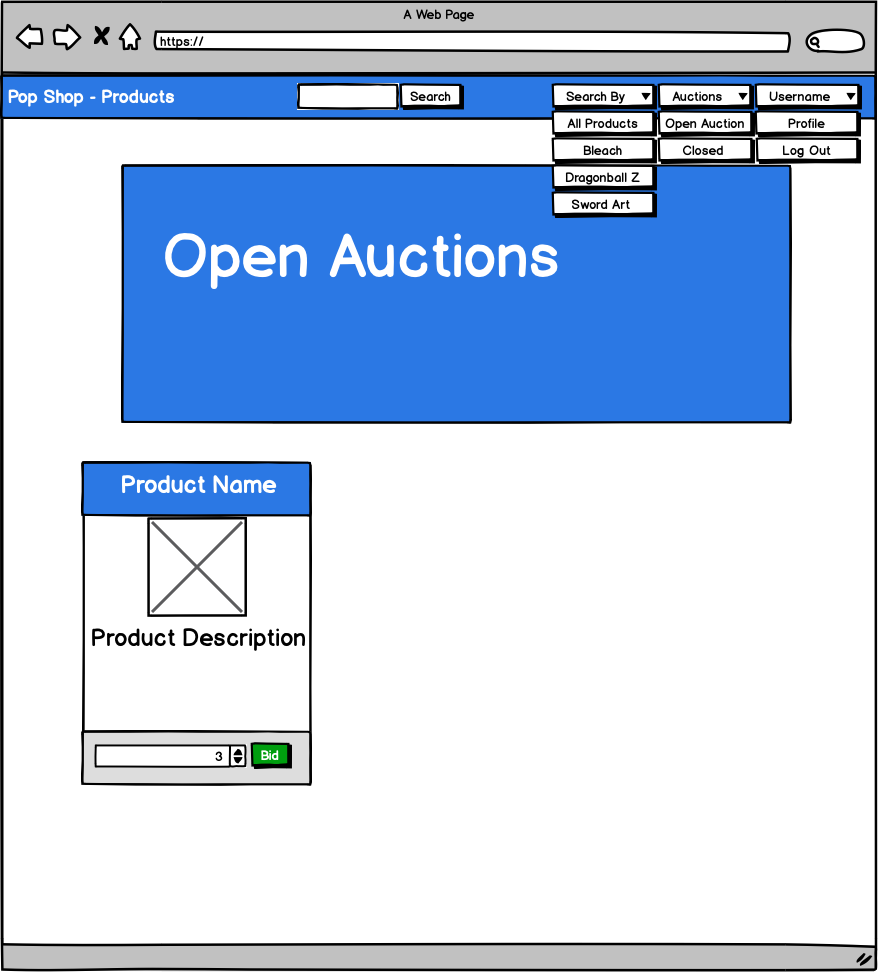 A Web Page
https://
Pop Shop - Products
Search
Search By
Auctions
Username
All Products
Open Auction
Profile
Bleach
Closed
Log Out
Dragonball Z
Sword Art
Open Auctions
Product Name
Product Description
3
Bid